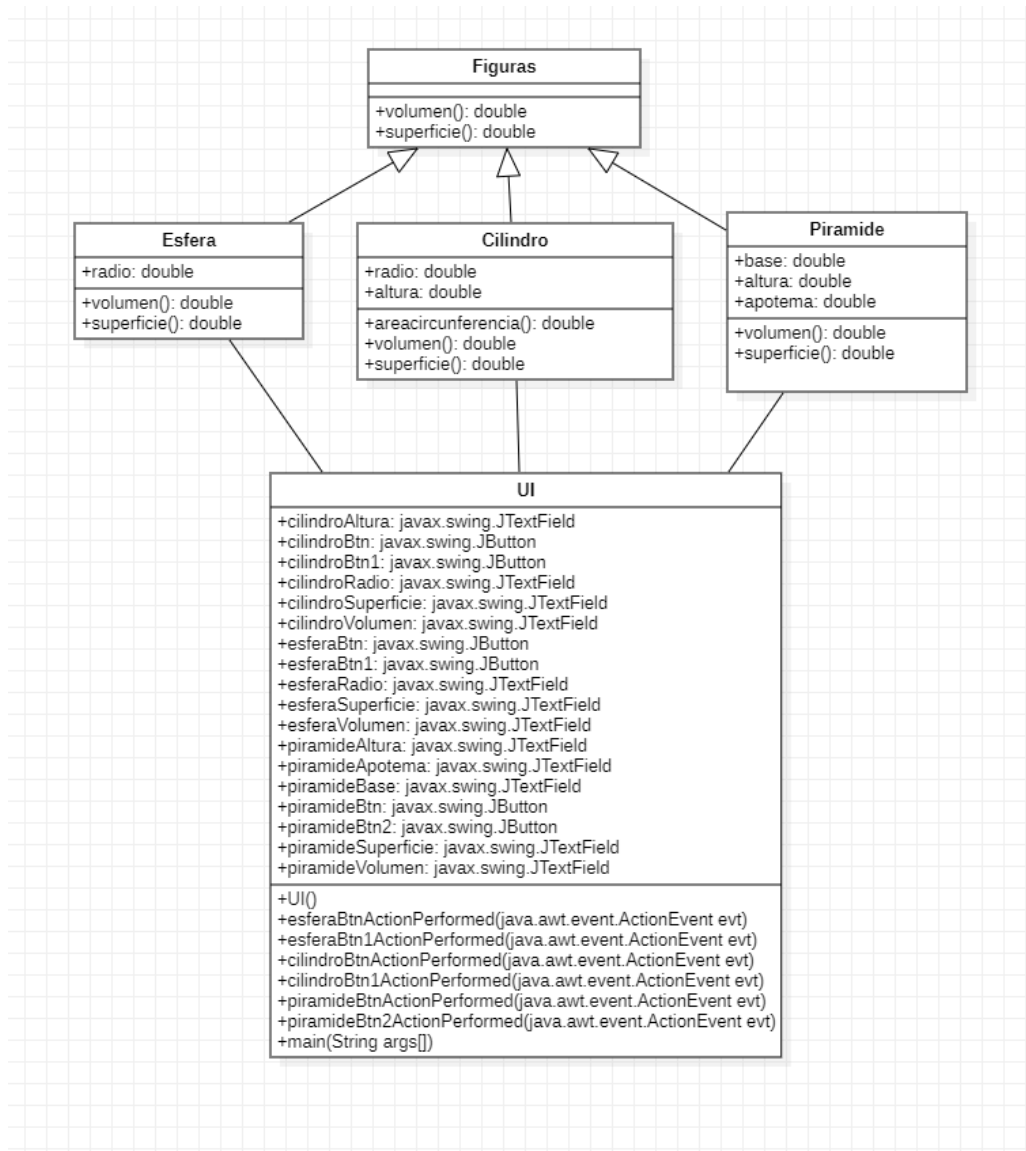 Figuras
+volumen(): double
+superficie(): double
Esfera
+radio: double
+volumen(): double
+superficie(): double
Cilindro
+radio: double
+altura: double
+areacircunferencia(): double
+volumen(): double
+superficie(): double
Piramide
+base: double
+altura: double
+apotema: double
+volumen(): double
+superficie(): double
UI
+cilindroAltura: javax.swing.JTextField
+cilindroBtn: javax.swing.JButton
+cilindroBtn1: javax.swing.JButton
+cilindroRadio: javax.swing.JTextField
+cilindroSuperficie: javax.swing.JTextField
+cilindroVolumen: javax.swing.JTextField
+esferaBtn: javax.swing.JButton
+esferaBtn1: javax.swing.JButton
+esferaRadio: javax.swing.JTextField
+esferaSuperficie: javax.swing.JTextField
+esferaVolumen: javax.swing.JTextField
+piramideAltura: javax.swing.JTextField
+piramideApotema: javax.swing.JTextField
+piramideBase: javax.swing.JTextField
+piramideBtn: javax.swing.JButton
+piramideBtn2: javax.swing.JButton
+piramideSuperficie: javax.swing.JTextField
+piramideVolumen: javax.swing.JTextField
+UI()
+esferaBtnActionPerformed(java.awt.event.ActionEvent evt)
+esferaBtn1ActionPerformed(java.awt.event.ActionEvent evt)
+cilindroBtnActionPerformed(java.awt.event.ActionEvent evt)
+cilindroBtn1ActionPerformed(java.awt.event.ActionEvent evt)
+piramideBtnActionPerformed(java.awt.event.ActionEvent evt)
+piramideBtn2ActionPerformed(java.awt.event.ActionEvent evt)
+main(String args[])